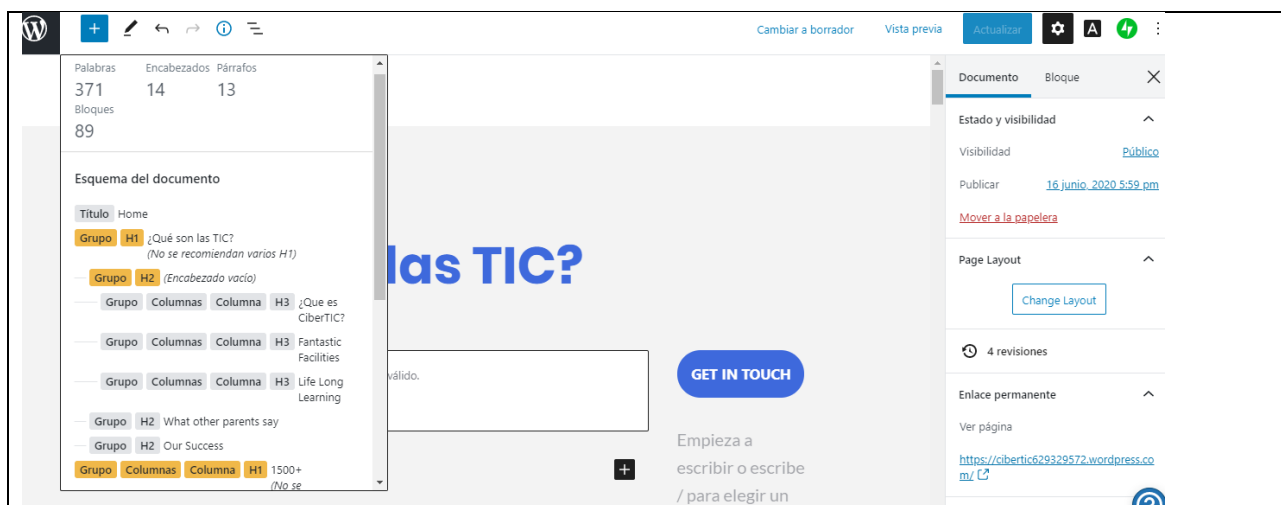 Cambiar a borrador Vista previa Actualizar
Palabras Encabezados Párrafos
371 14 13
Bloques
89
Esquema del documento
Título Home
Grupo H1 ¿Qué son las TIC?
(No se recomiendan varios H1)
Grupo H2 (Encabezado vacío)
Grupo Columnas Columna H3 ¿Que es
CiberTIC?
Grupo Columnas Columna H3 Fantastic
Facilities
Grupo Columnas Columna H3 Life Long
Learning
Grupo H2 What other parents say
Grupo H2 Our Success
Grupo Columnas Columna H1 1500+
(No se
las TIC?
válido.
GET IN TOUCH
Empieza a
escribir o escribe
/ para elegir un
Documento Bloque
Estado y visibilidad
Visibilidad Público
Publicar 16 junio, 2020 5:59 pm
Mover a la papelera
Page Layout
Change Layout
4 revisiones
Enlace permanente
Ver página
https://cibertic629329572.wordpress.co
m/